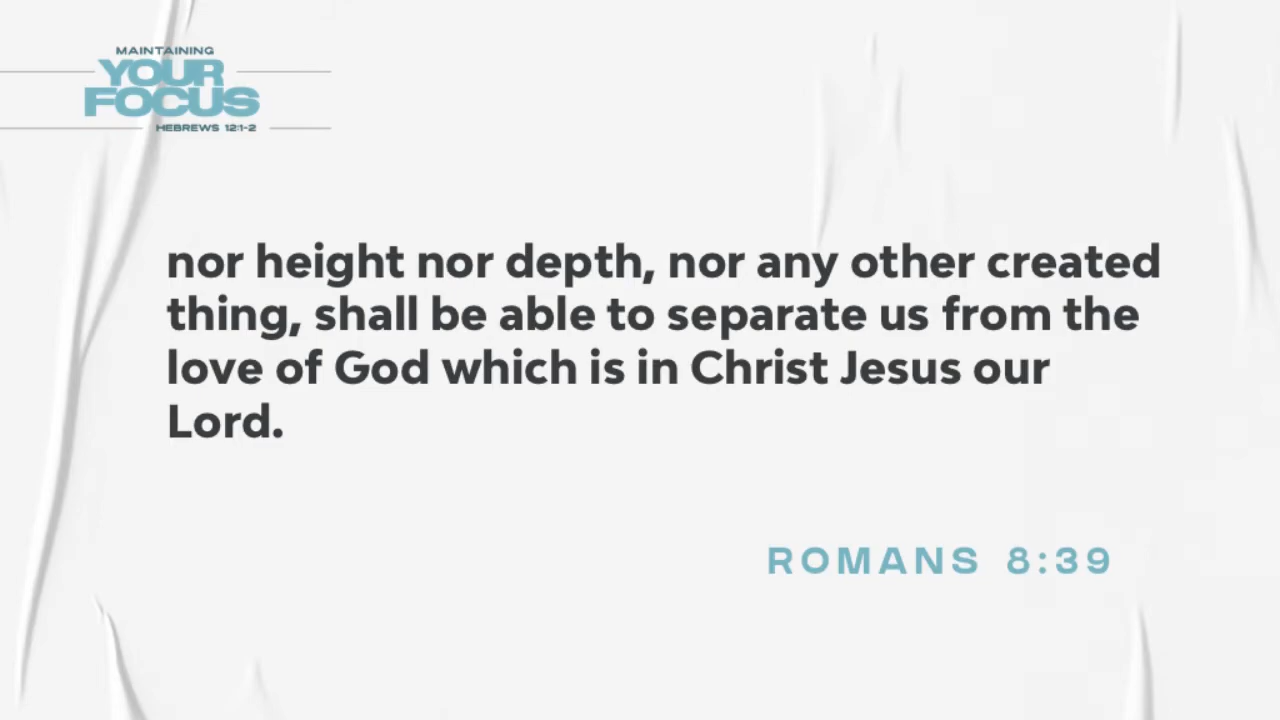 MAINTAINING
YOUR
FOCUS
HEBREWS 12:1-2
nor height nor depth, nor any other created
thing, shall be able to separate us from the
love of God which is in Christ Jesus our
Lord.
ROMANS 8:39